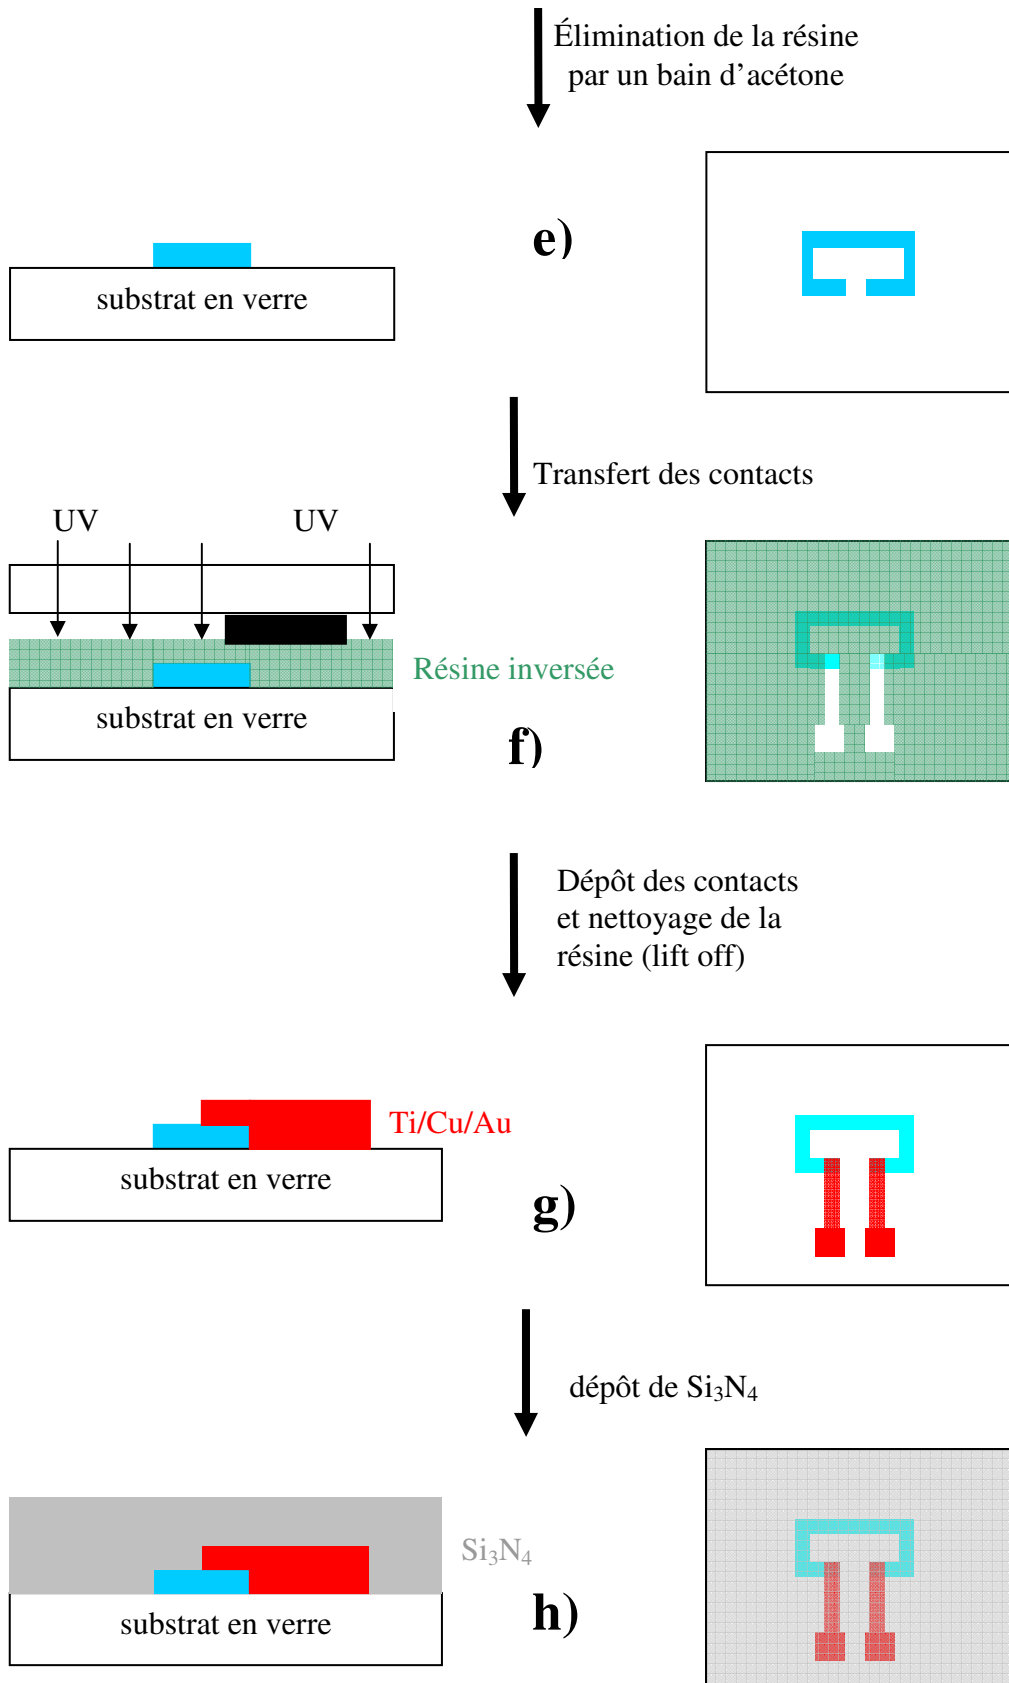 Élimination de la résine
par un bain d’acétone
e)
substrat en verre
Transfert des contacts
UV UV
Résine inversée
substrat en verre
f)
Dépôt des contacts
et nettoyage de la
résine (lift off)
Ti/Cu/Au
substrat en verre
g)
dépôt de Si₃N₄
Si₃N₄
substrat en verre
h)